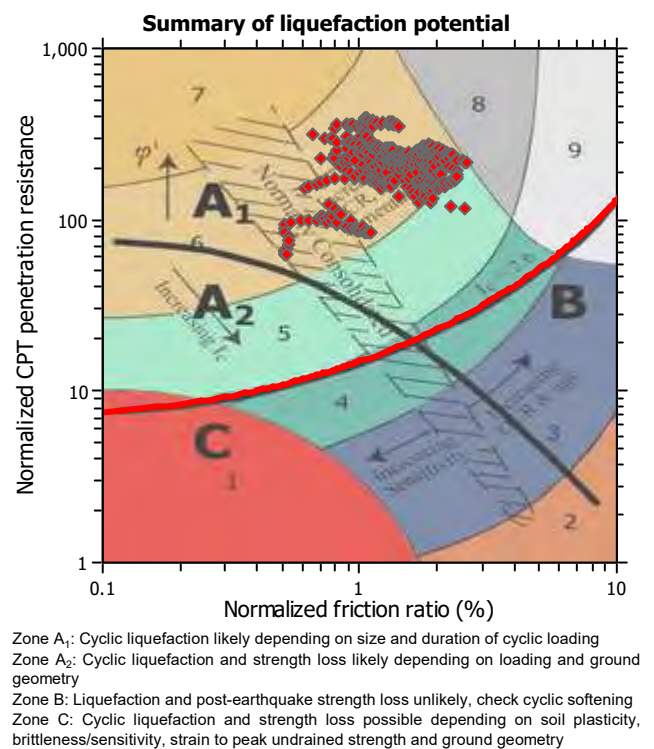 Summary of liquefaction potential
1,000
7
8
9
φ'
A1
Normally Consolidated
100
6
A2
Increasing Ic
5
B
Normalized CPT penetration resistance
10
4
C
1
Increasing
Sensitivity
3
2
1
0.1
1
10
Normalized friction ratio (%)
Zone A1: Cyclic liquefaction likely depending on size and duration of cyclic loading
Zone A2: Cyclic liquefaction and strength loss likely depending on loading and ground
geometry
Zone B: Liquefaction and post-earthquake strength loss unlikely, check cyclic softening
Zone C: Cyclic liquefaction and strength loss possible depending on soil plasticity,
brittleness/sensitivity, strain to peak undrained strength and ground geometry